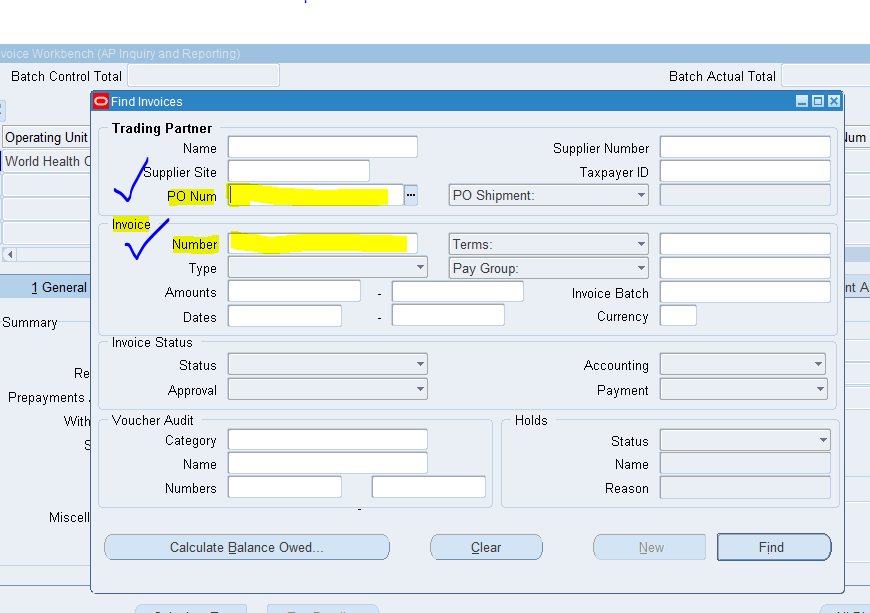 voice Workbench (AP Inquiry and Reporting)
Batch Control Total Batch Actual Total
Find Invoices
Operating Unit Num
World Health
Trading Partner
Name Supplier Number
Supplier Site Taxpayer ID
PO Num ... PO Shipment:
Invoice
Number Terms:
Type Pay Group:
Amounts - Invoice Batch
Dates - Currency
1 General nt A
Summary
Invoice Status
Status Accounting
Approval Payment
Re
Prepayments
With
Voucher Audit Holds
Category Status
Name Name
Numbers - Reason
Miscell
Calculate Balance Owed... Clear New Find